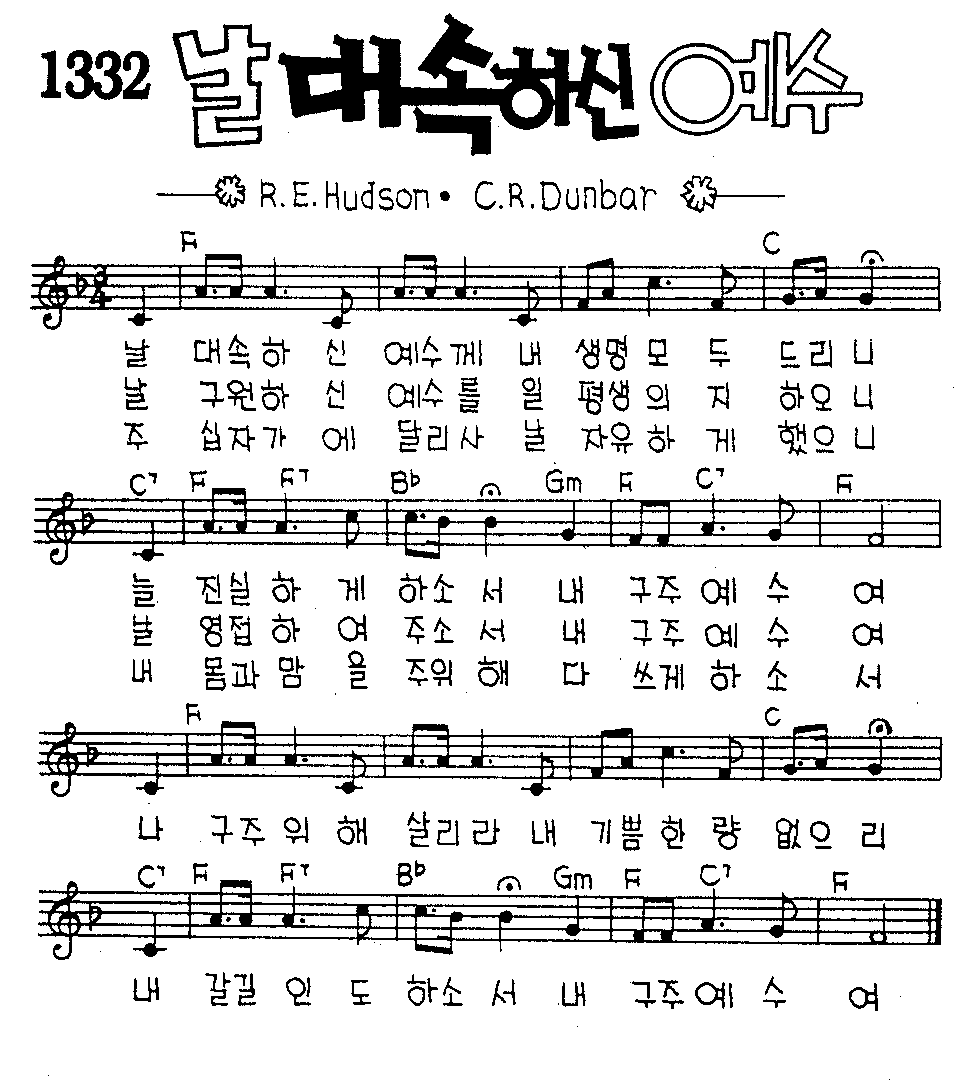 1332 날 대속하신 예수
R.E.Hudson • C.R.Dunbar
F C
3/4
날 대속하 신 예수께 내 생명 모 두 드리 니
날 구원하 신 예수를 일 평생 의 지 하오 니
주 십자가 에 달리사 날 자유 하 게 했으 니
C7 F F7 Bb Gm F C7 F
늘 진실 하 게 하소 서 내 구주 예 수 여
날 영접 하 여 주소 서 내 구주 예 수 여
내 몸과 맘 을 주위 해 다 쓰게 하 소 서
F C
나 구주 위 해 살리라 내 기쁨 한 량 없으 리
C7 F F7 Bb Gm F C7 F
내 갈길 인 도 하소 서 내 구주 예 수 여